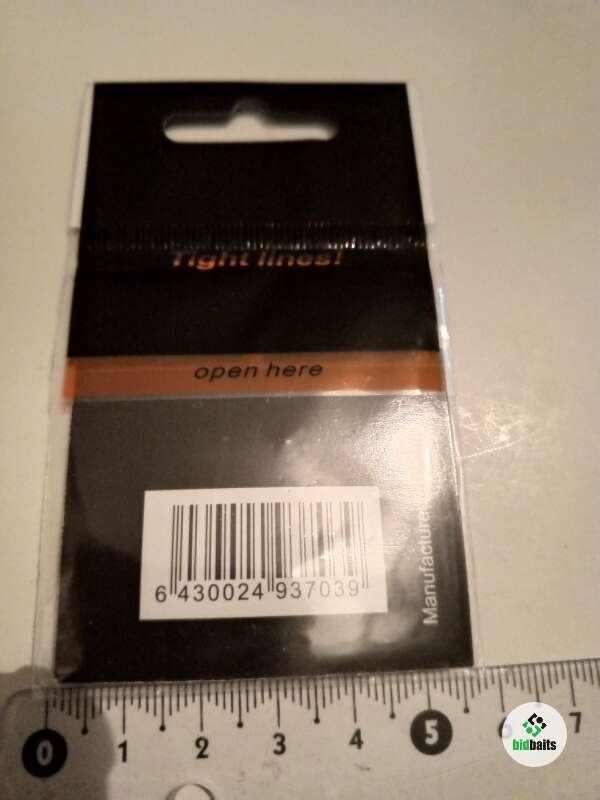 Tight lines!
open here
6 430024 937039
Manufacture
0 1 2 3 4 5 6 7
bidbaits